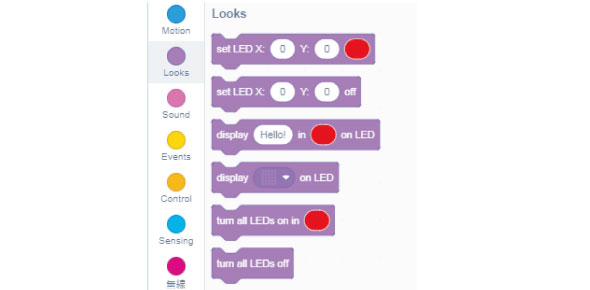 Motion
Looks
Sound
Events
Control
Sensing
無線
Looks
set LED X: 0 Y: 0
set LED X: 0 Y: 0 off
display Hello! in on LED
display on LED
turn all LEDs on in
turn all LEDs off